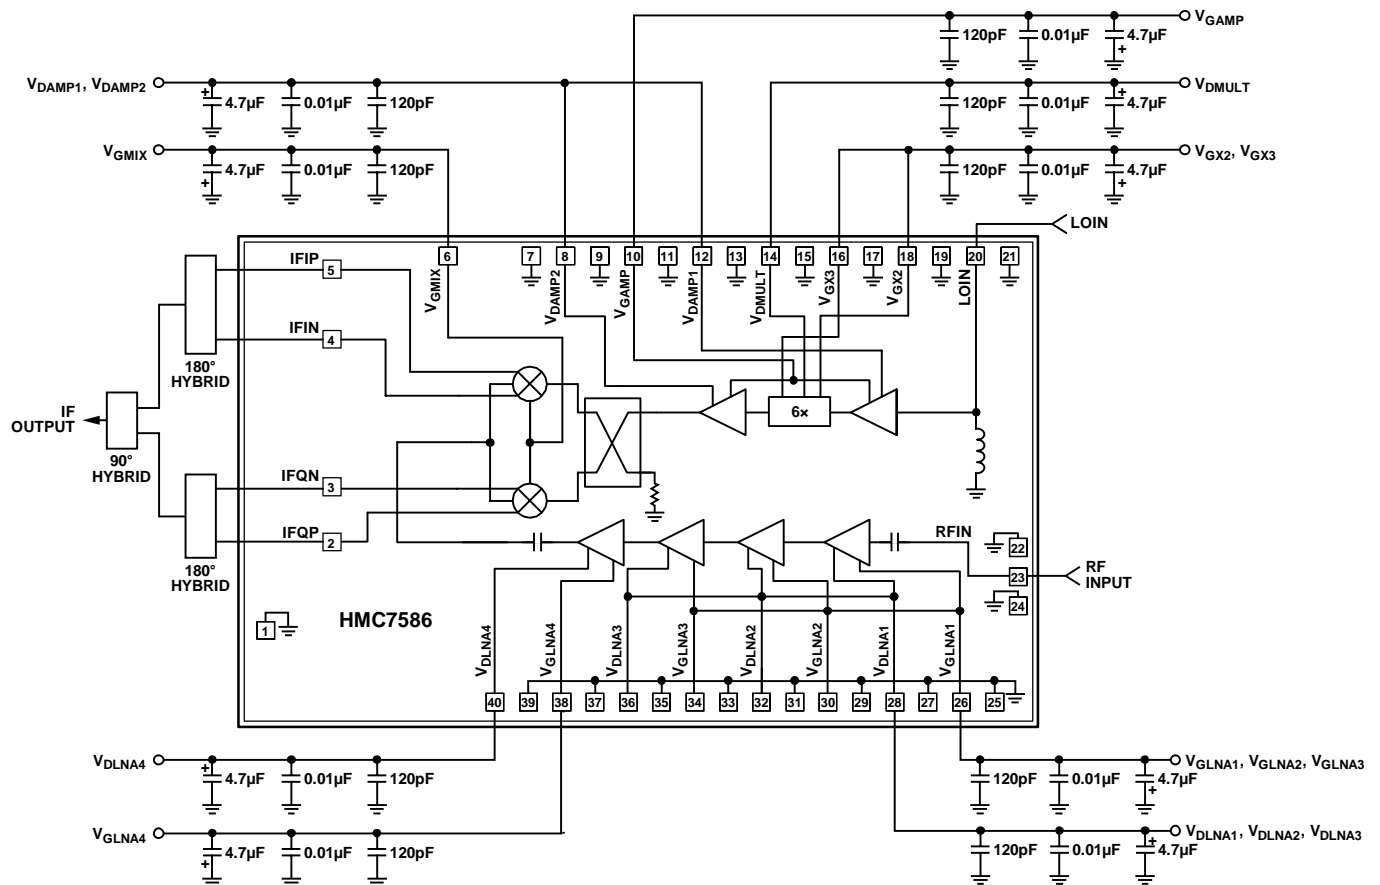 VGAMP
120pF 0.01µF 4.7µF
+
VDAMP1, VDAMP2
+
4.7µF 0.01µF 120pF
VDMULT
+
120pF 0.01µF 4.7µF
VGMIX
4.7µF 0.01µF 120pF
+
VGX2, VGX3
120pF 0.01µF 4.7µF
+
LOIN
6 7 8 9 10 11 12 13 14 15 16 17 18 19 20 21
VGMIX
VDAMP2
VGAMP
VDAMP1
VDMULT
VGX3
VGX2
LOIN
IFIP
5
IFIN
4
180°
HYBRID
6×
IF
OUTPUT
90°
HYBRID
IFQN
3
IFQP
2
180°
HYBRID
RFIN
22
23
RF
INPUT
24
1
HMC7586
VDLNA4
VGLNA4
VDLNA3
VGLNA3
VDLNA2
VGLNA2
VDLNA1
VGLNA1
40 39 38 37 36 35 34 33 32 31 30 29 28 27 26 25
VDLNA4
+
4.7µF 0.01µF 120pF
VGLNA1, VGLNA2, VGLNA3
120pF 0.01µF 4.7µF
+
VGLNA4
4.7µF 0.01µF 120pF
+
VDLNA1, VDLNA2, VDLNA3
+
120pF 0.01µF 4.7µF